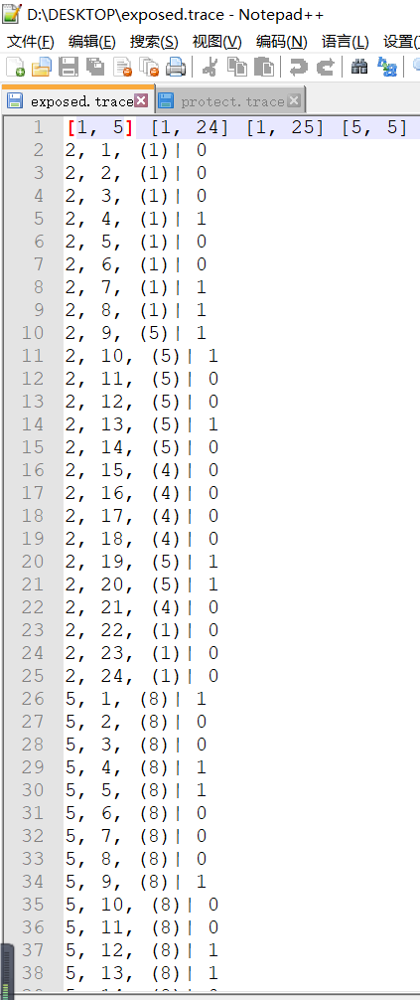 D:\DESKTOP\exposed.trace - Notepad++
文件(F) 编辑(E) 搜索(S) 视图(V) 编码(N) 语言(L) 设置(
exposed.trace protect.trace
1 [1, 5] [1, 24] [1, 25] [5, 5]
2 2, 1, (1)| 0
3 2, 2, (1)| 0
4 2, 3, (1)| 0
5 2, 4, (1)| 1
6 2, 5, (1)| 0
7 2, 6, (1)| 0
8 2, 7, (1)| 1
9 2, 8, (1)| 1
10 2, 9, (5)| 1
11 2, 10, (5)| 1
12 2, 11, (5)| 0
13 2, 12, (5)| 0
14 2, 13, (5)| 1
15 2, 14, (5)| 0
16 2, 15, (4)| 0
17 2, 16, (4)| 0
18 2, 17, (4)| 0
19 2, 18, (4)| 0
20 2, 19, (5)| 1
21 2, 20, (5)| 1
22 2, 21, (4)| 0
23 2, 22, (1)| 0
24 2, 23, (1)| 0
25 2, 24, (1)| 0
26 5, 1, (8)| 1
27 5, 2, (8)| 0
28 5, 3, (8)| 0
29 5, 4, (8)| 1
30 5, 5, (8)| 1
31 5, 6, (8)| 0
32 5, 7, (8)| 0
33 5, 8, (8)| 0
34 5, 9, (8)| 1
35 5, 10, (8)| 0
36 5, 11, (8)| 0
37 5, 12, (8)| 1
38 5, 13, (8)| 1